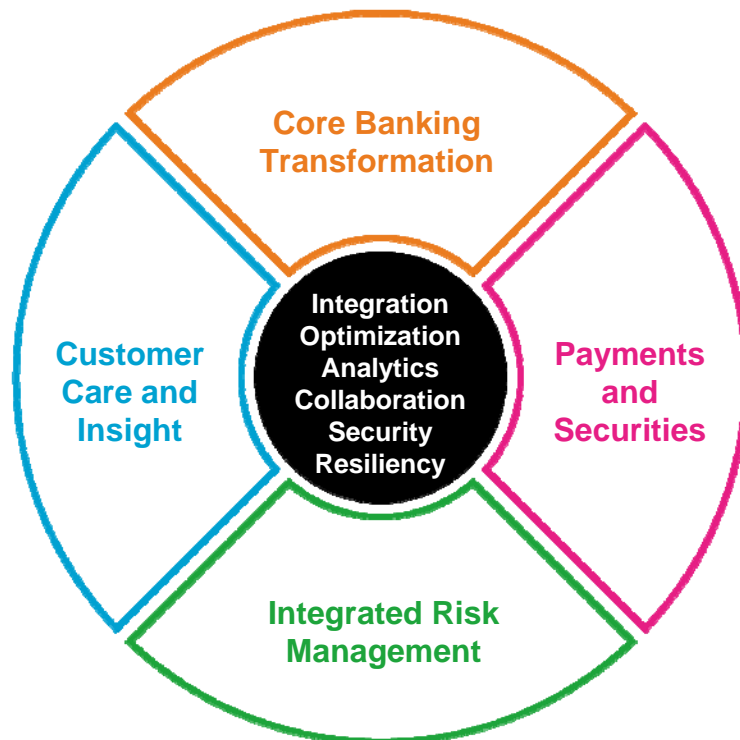 Core Banking
Transformation
Customer
Care and
Insight
Integration
Optimization
Analytics
Collaboration
Security
Resiliency
Payments
and
Securities
Integrated Risk
Management